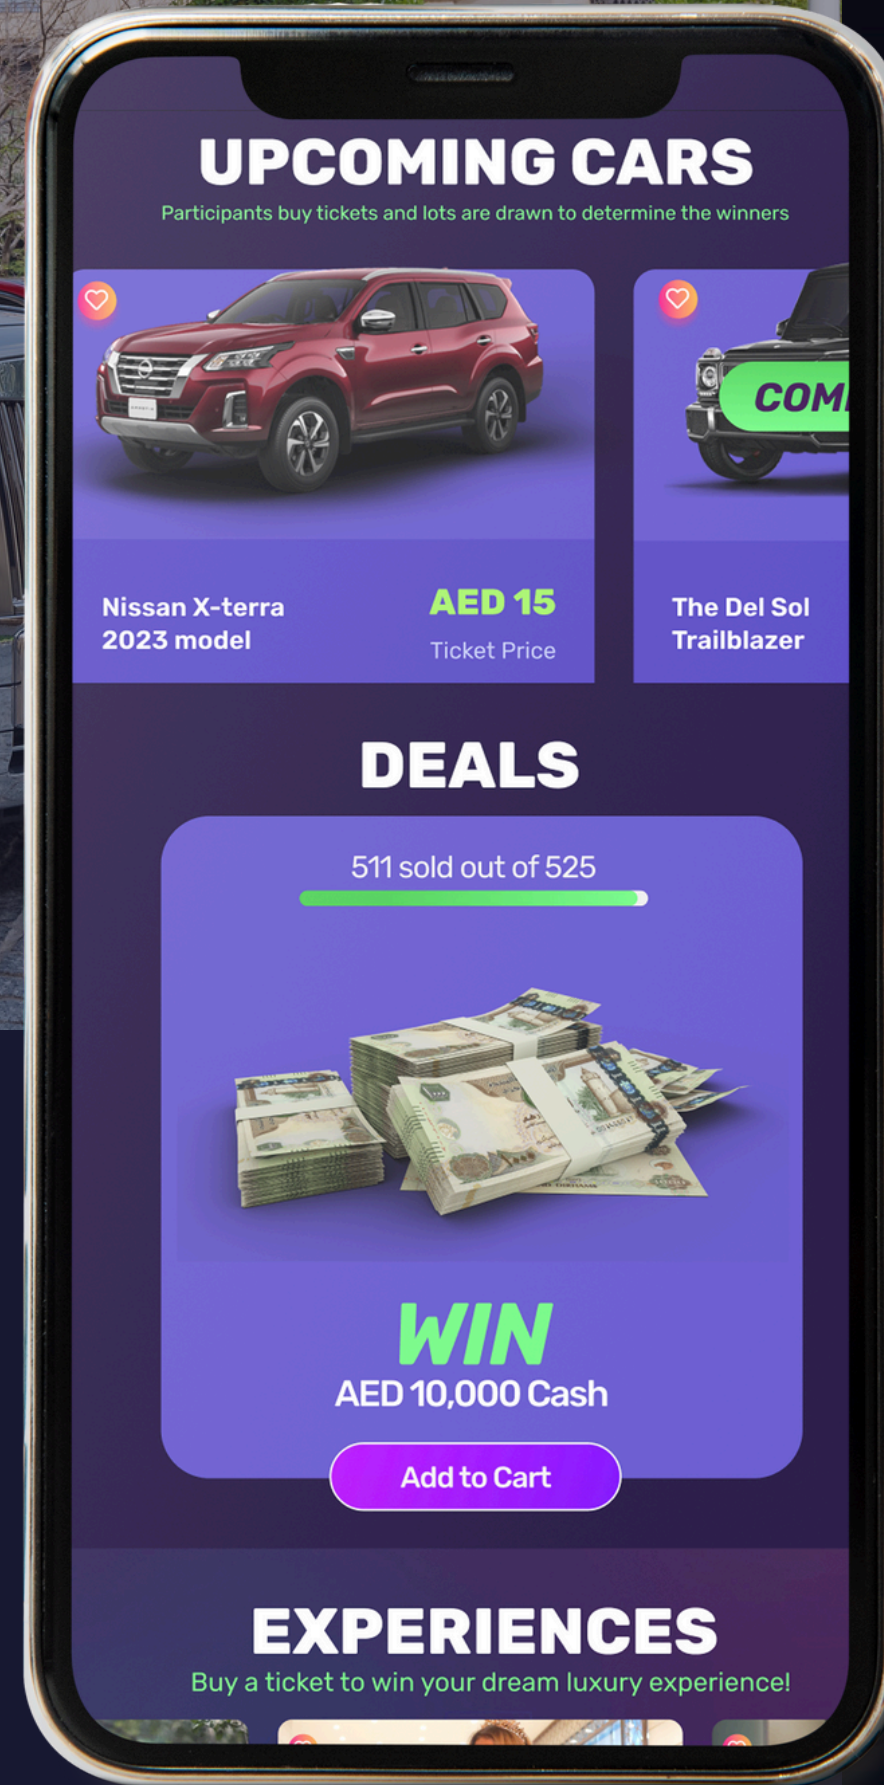 UPCOMING CARS
Participants buy tickets and lots are drawn to determine the winners
COM
Nissan X-terra
2023 model
AED 15
Ticket Price
The Del Sol
Trailblazer
DEALS
511 sold out of 525
WIN
AED 10,000 Cash
Add to Cart
EXPERIENCES
Buy a ticket to win your dream luxury experience!